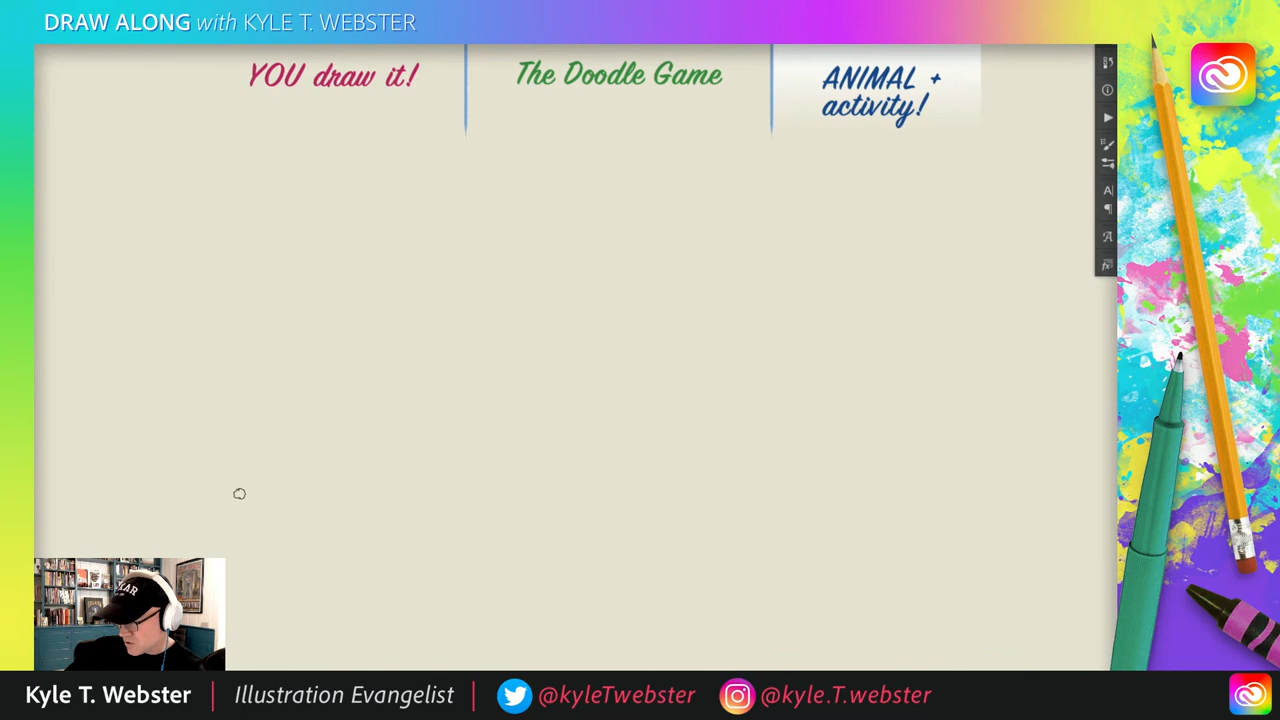 DRAW ALONG with KYLE T. WEBSTER
YOU draw it!
The Doodle Game
ANIMAL +
activity!
Kyle T. Webster | Illustration Evangelist | @kyleTwebster @kyle.T.webster